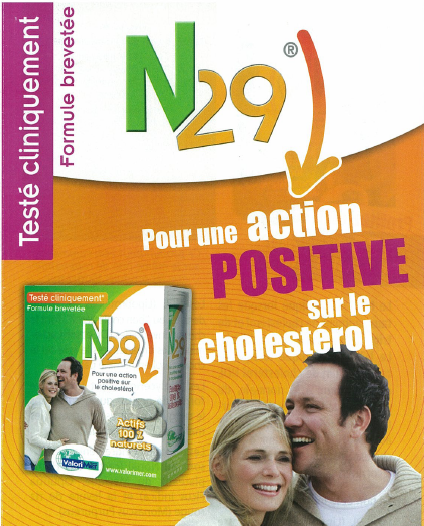 Testé cliniquement
Formule brevetée
N29®
Pour une action
POSITIVE
sur le
cholestérol
Testé cliniquement*
Formule brevetée
N29®
Pour une action
positive sur
le cholestérol
Actifs
100 %
naturels
ValoriMer
www.valorimer.com
N29